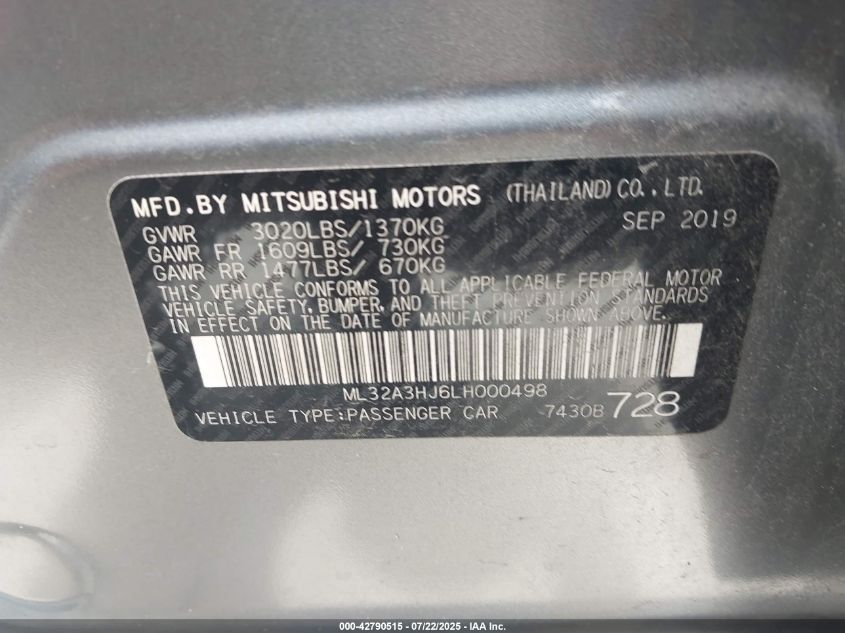 MFD.BY MITSUBISHI MOTORS (THAILAND) CO., LTD.
SEP 2019
GVWR 3020LBS/1370KG
GAWR FR 1609LBS/ 730KG
GAWR RR 1477LBS/ 670KG
THIS VEHICLE CONFORMS TO ALL APPLICABLE FEDERAL MOTOR
VEHICLE SAFETY, BUMPER, AND THEFT PREVENTION STANDARDS
IN EFFECT ON THE DATE OF MANUFACTURE SHOWN ABOVE.
ML32A3HJ6LH000498
VEHICLE TYPE:PASSENGER CAR 7430B 728
000-42790515 - 07/22/2025 - IAA Inc.